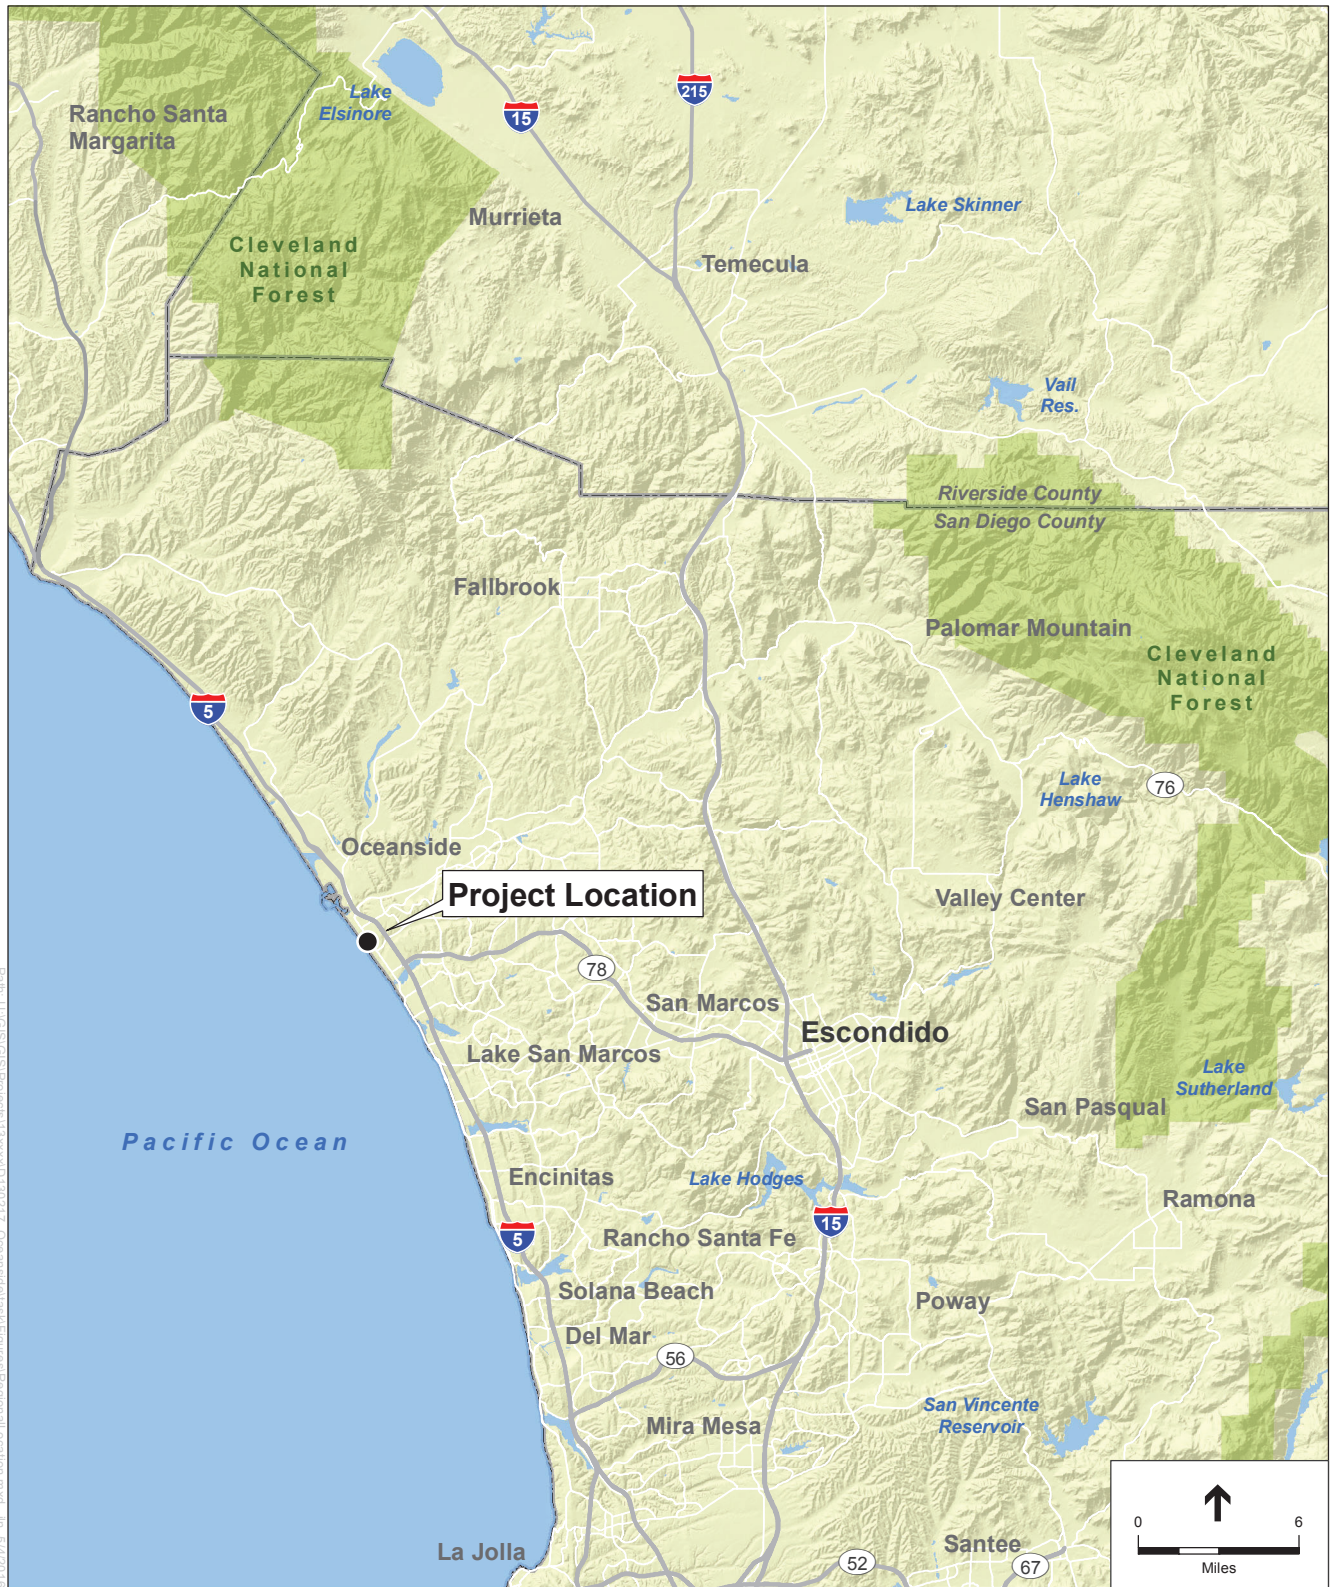 Rancho Santa
Margarita
Lake
Elsinore
15
215
Murrieta
Lake Skinner
Cleveland
National
Forest
Temecula
Vail
Res.
Riverside County
San Diego County
Fallbrook
Palomar Mountain
Cleveland
National
Forest
5
Lake
Henshaw
76
Oceanside
Project Location
Valley Center
78
San Marcos
Escondido
Lake San Marcos
Lake
Sutherland
San Pasqual
Pacific Ocean
Encinitas
Lake Hodges
Ramona
5
15
Rancho Santa Fe
Solana Beach
Poway
Del Mar
56
San Vincente
Reservoir
Mira Mesa
La Jolla
52
Santee
67
0
6
Miles